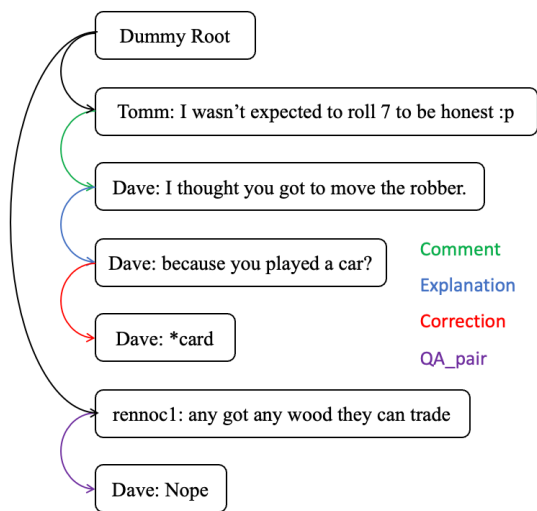 Dummy Root
Tomm: I wasn't expected to roll 7 to be honest :p
Dave: I thought you got to move the robber.
Dave: because you played a car?
Dave: *card
rennoc1: any got any wood they can trade
Dave: Nope
Comment
Explanation
Correction
QA_pair